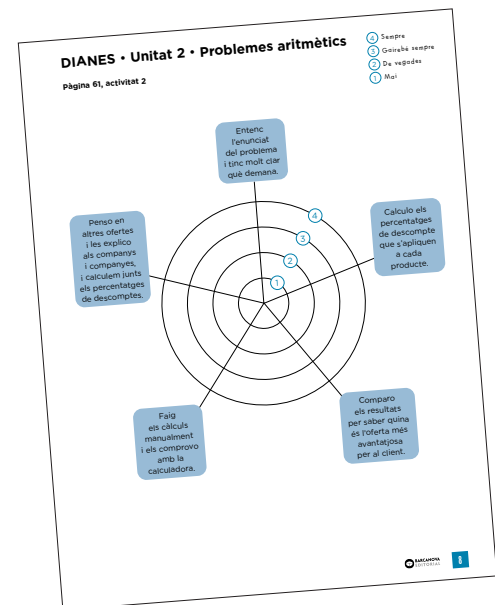 DIANES • Unitat 2 • Problemes aritmètics
Pàgina 61, activitat 2
4 Sempre
3 Gairebé sempre
2 De vegades
1 Mai
Entenc
l'enunciat
del problema
i tinc molt clar
què demana.
Calculo els
percentatges
de descompte
que s'apliquen
a cada
producte.
Comparo
els resultats
per saber quina
és l'oferta més
avantatjosa
per al client.
Faig
els càlculs
manualment
i els comprovo
amb la
calculadora.
Penso en
altres ofertes
i les explico
als companys
i companyes,
i calculem junts
els percentatges
de descomptes.
4
3
2
1
BARCANOVA
EDITORIAL
8